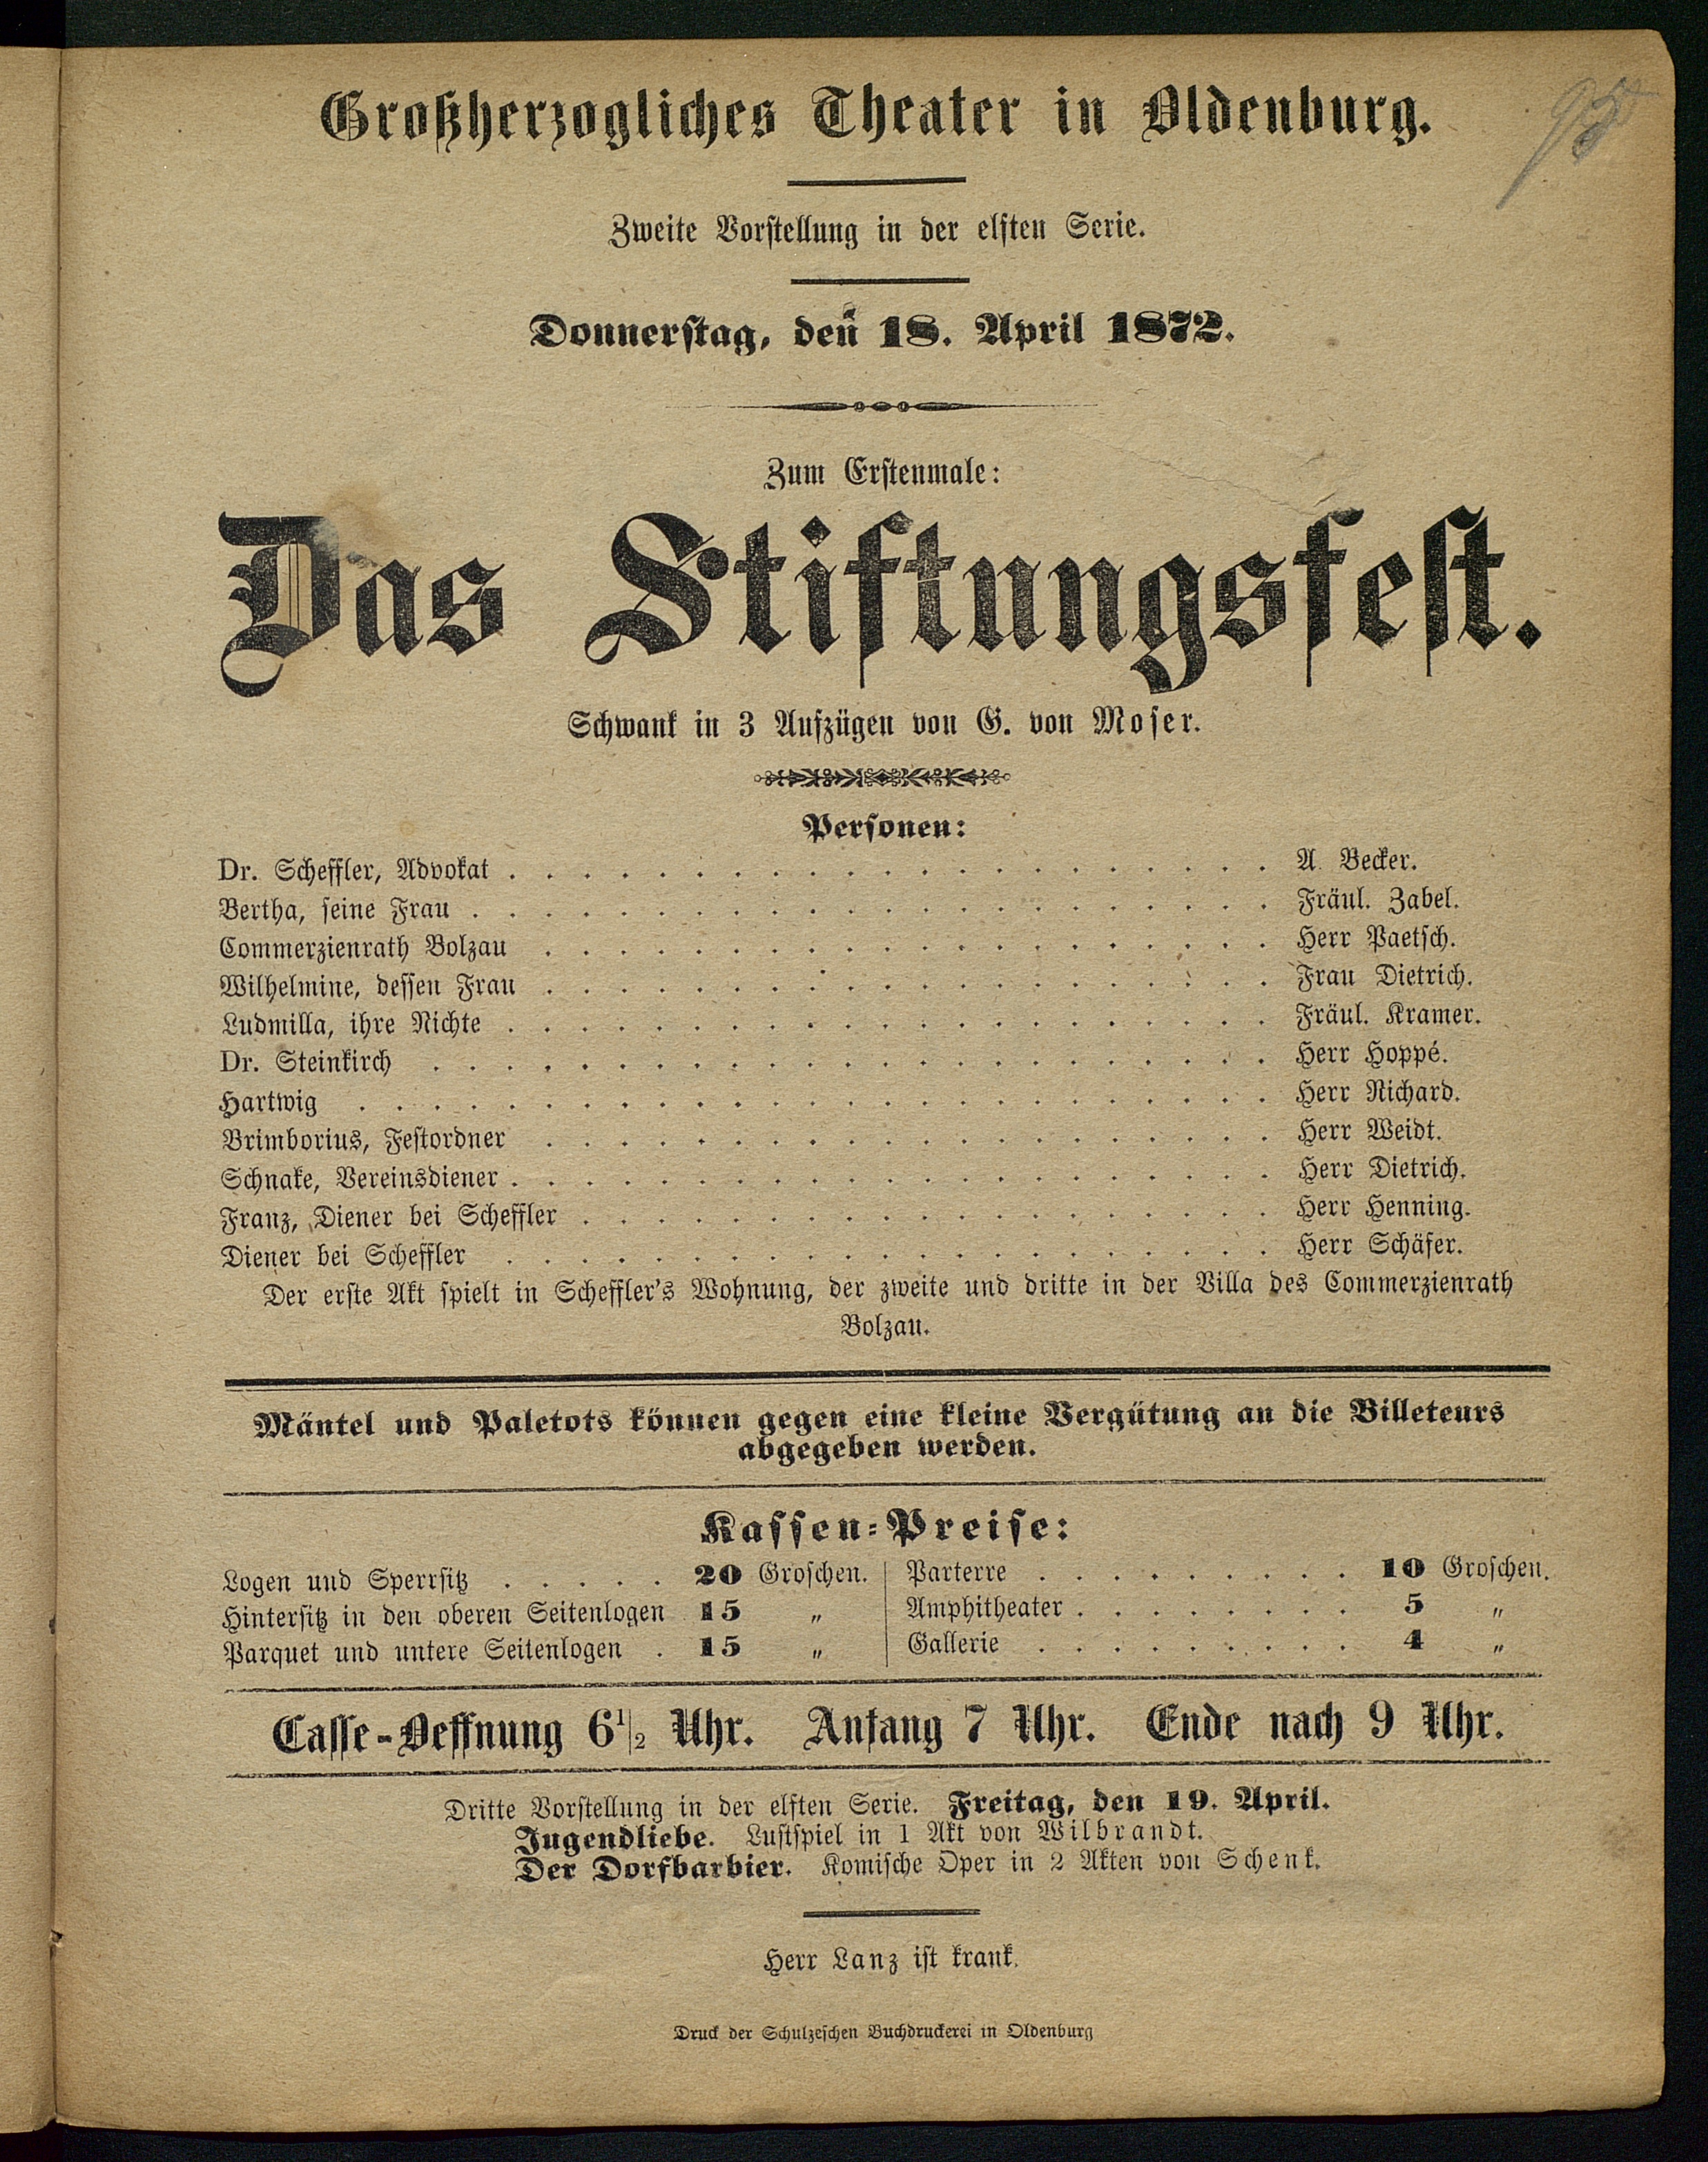 Großherzogliches Theater in Oldenburg.
Zweite Vorstellung in der elften Serie.
Donnerstag, den 18. April 1872.
Zum Erstenmale:
Das Stiftungsfest.
Schwank in 3 Aufzügen von G. von Moser.
Personen:
Dr. Scheffler, Advokat . . . . . . . . . . . . . . . . . . . . A. Becker.
Bertha, seine Frau . . . . . . . . . . . . . . . . . . . . . Fräul. Zabel.
Commerzienrath Bolzau . . . . . . . . . . . . . . . . . . . . Herr Paetsch.
Wilhelmine, dessen Frau . . . . . . . . . . . . . . . . . . . . Frau Dietrich.
Ludmilla, ihre Nichte . . . . . . . . . . . . . . . . . . . . Fräul. Kramer.
Dr. Steinkirch . . . . . . . . . . . . . . . . . . . . . . Herr Hoppé.
Hartwig . . . . . . . . . . . . . . . . . . . . . . . . Herr Richard.
Brimborius, Festordner . . . . . . . . . . . . . . . . . . . . Herr Weidt.
Schnake, Vereinsdiener . . . . . . . . . . . . . . . . . . . . Herr Dietrich.
Franz, Diener bei Scheffler . . . . . . . . . . . . . . . . . . . Herr Henning.
Diener bei Scheffler . . . . . . . . . . . . . . . . . . . . Herr Schäfer.
Der erste Akt spielt in Scheffler's Wohnung, der zweite und dritte in der Villa des Commerzienrath
Bolzau.
Mäntel und Paletots können gegen eine kleine Vergütung an die Billeteurs
abgegeben werden.
Kassen-Preise:
Logen und Sperrsitz . . . . . 20 Groschen. Parterre . . . . . . . . . 10 Groschen.
Hintersitz in den oberen Seitenlogen 15 „ Amphitheater . . . . . . . . 5 „
Parquet und untere Seitenlogen . 15 „ Gallerie . . . . . . . . . 4 „
Casse-Oeffnung 6 1/2 Uhr. Anfang 7 Uhr. Ende nach 9 Uhr.
Dritte Vorstellung in der elften Serie. Freitag, den 19. April.
Jugendliebe. Lustspiel in 1 Akt von Wilbrandt.
Der Dorfbarbier. Komische Oper in 2 Akten von Schenk.
Herr Lanz ist krank.
Druck der Schulzeschen Buchdruckerei in Oldenburg